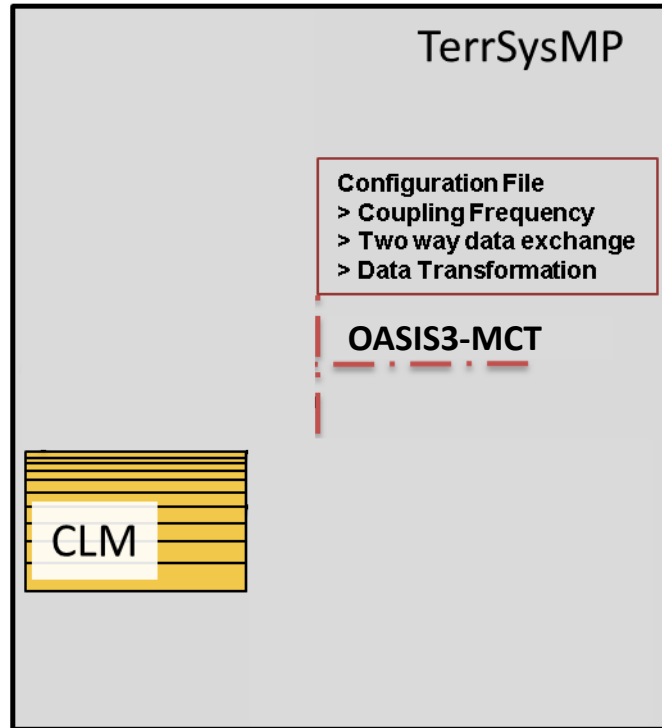 TerrSysMP
Configuration File
> Coupling Frequency
> Two way data exchange
> Data Transformation
OASIS3-MCT
CLM